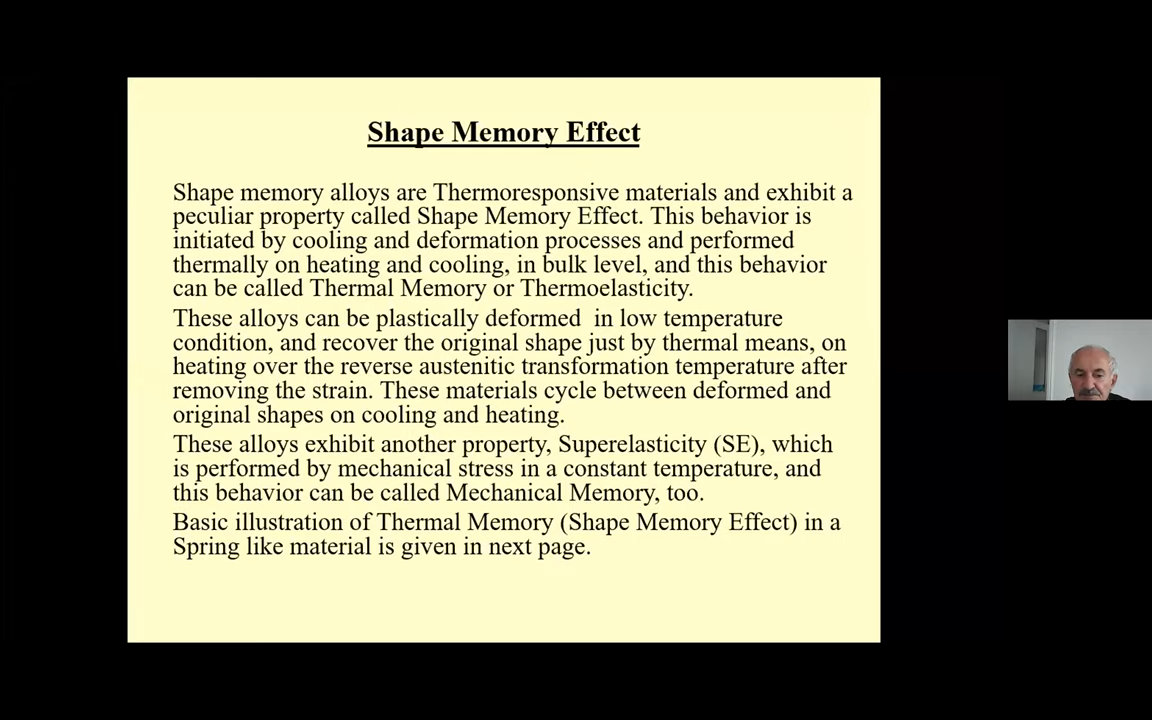 Shape Memory Effect
Shape memory alloys are Thermoresponsive materials and exhibit a
peculiar property called Shape Memory Effect. This behavior is
initiated by cooling and deformation processes and performed
thermally on heating and cooling, in bulk level, and this behavior
can be called Thermal Memory or Thermoelasticity.
These alloys can be plastically deformed  in low temperature
condition, and recover the original shape just by thermal means, on
heating over the reverse austenitic transformation temperature after
removing the strain. These materials cycle between deformed and
original shapes on cooling and heating.
These alloys exhibit another property, Superelasticity (SE), which
is performed by mechanical stress in a constant temperature, and
this behavior can be called Mechanical Memory, too.
Basic illustration of Thermal Memory (Shape Memory Effect) in a
Spring like material is given in next page.